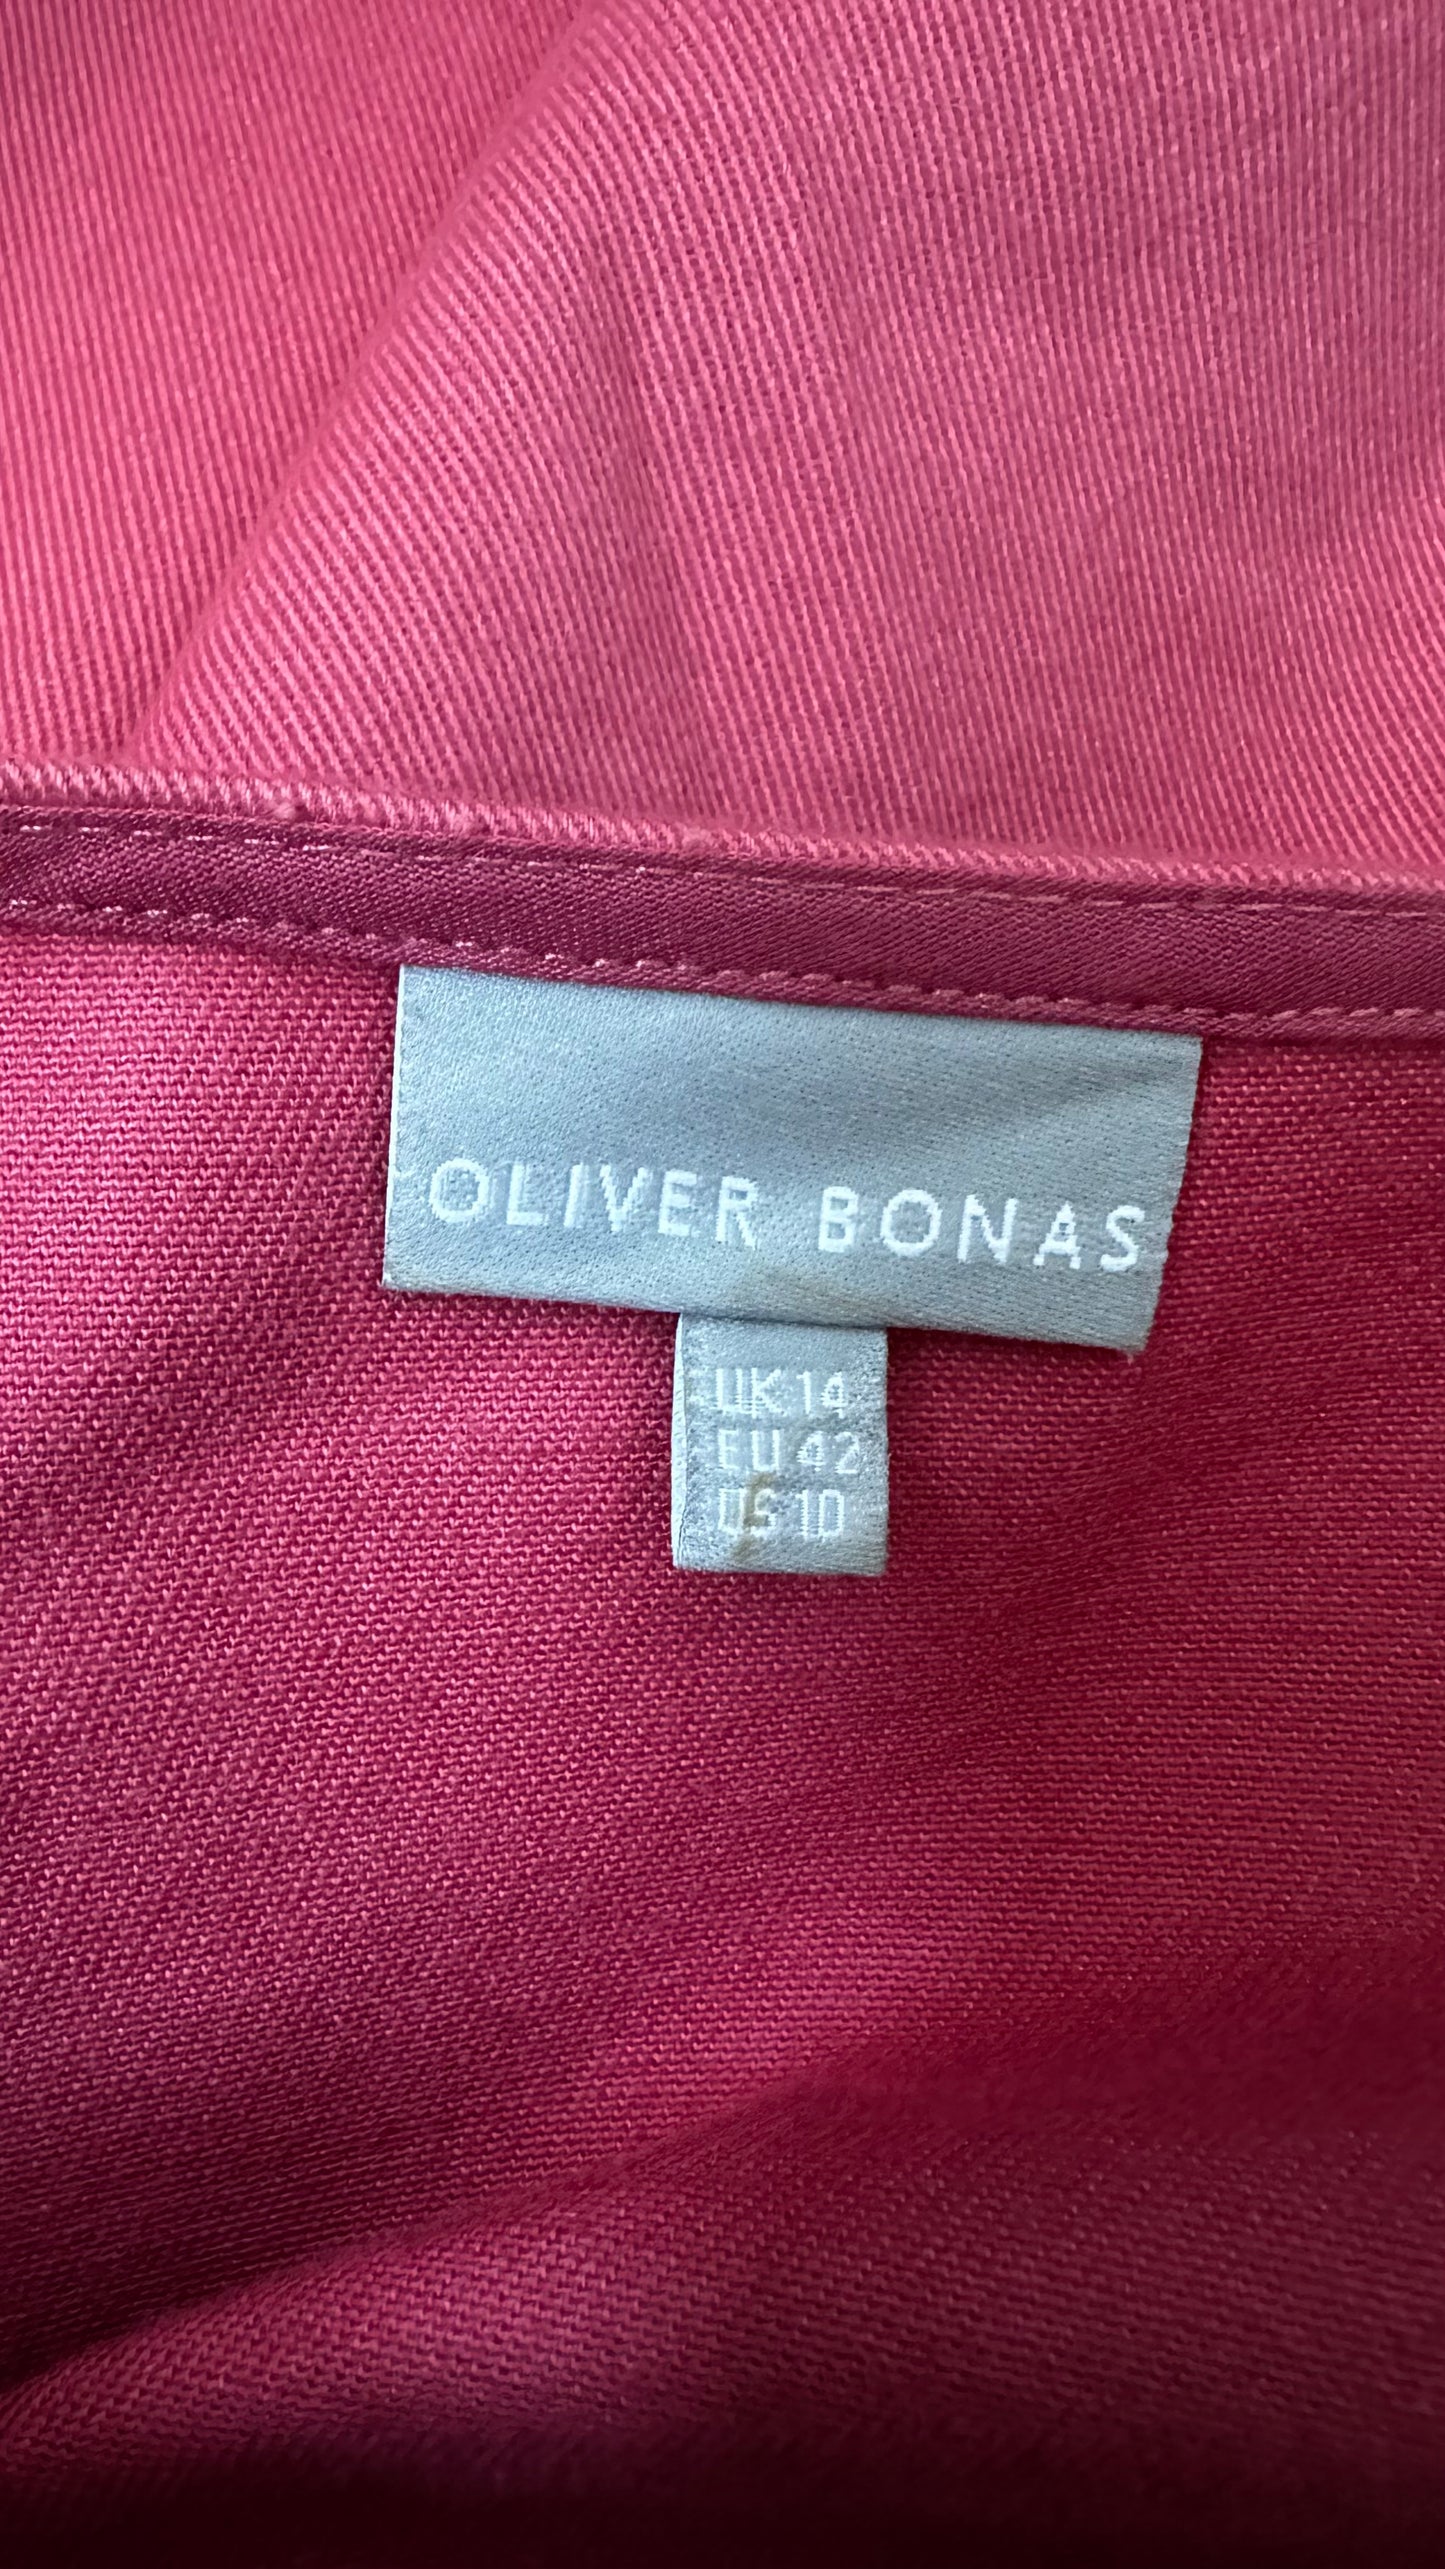 OLIVER BONAS
UK 14
EU 42
US 10